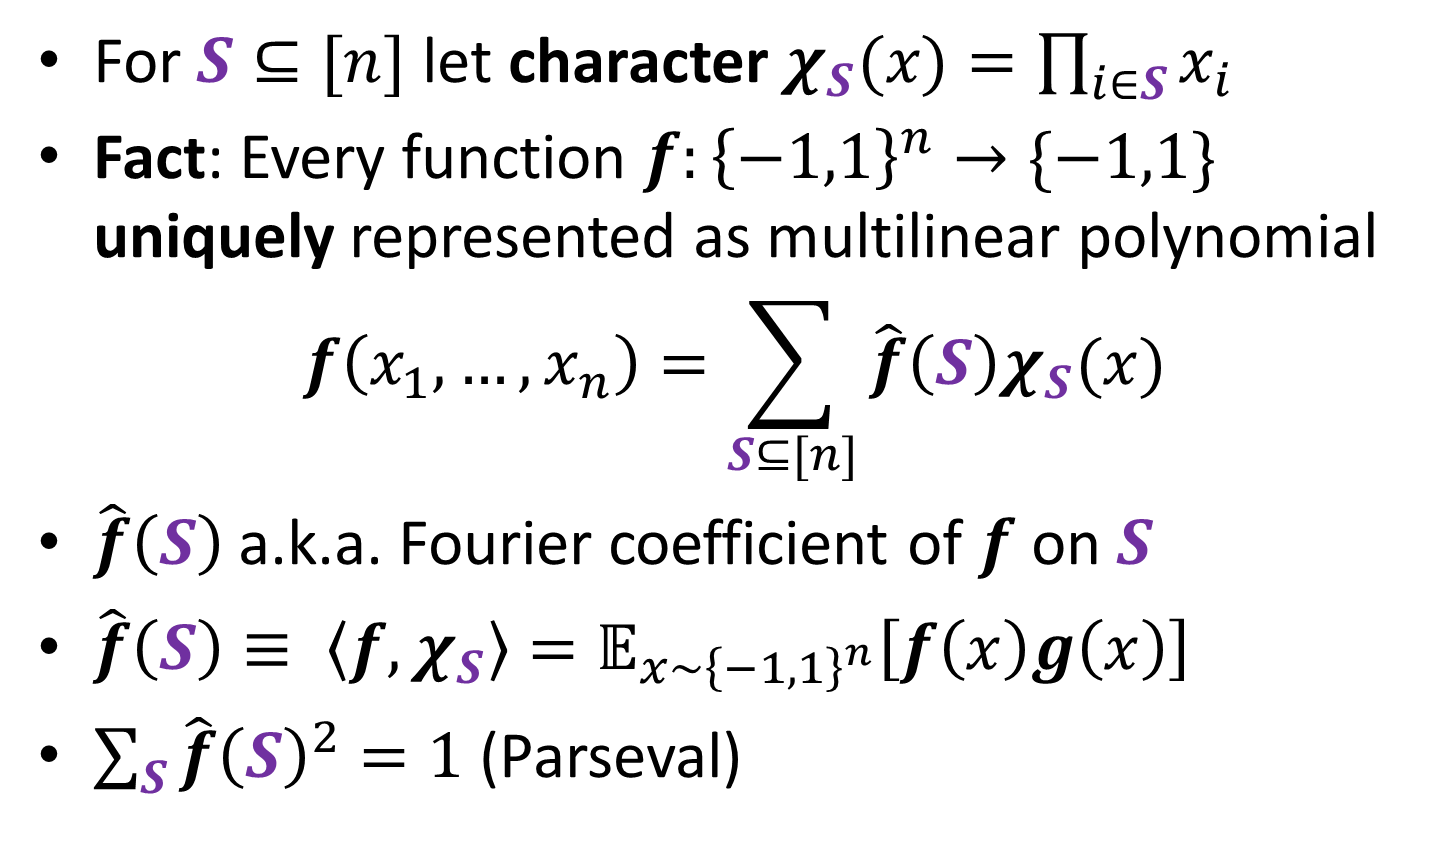 • For 𝑺 ⊆ [𝑛] let character 𝝌_𝑺(𝑥) = ∏_{𝑖∈𝑺} 𝑥_𝑖
• Fact: Every function 𝒇: {−1,1}^𝑛 → {−1,1}
uniquely represented as multilinear polynomial
𝒇(𝑥_1, … , 𝑥_𝑛) = ∑_{𝑺⊆[𝑛]} 𝒇̂(𝑺)𝝌_𝑺(𝑥)
• 𝒇̂(𝑺) a.k.a. Fourier coefficient of 𝒇 on 𝑺
• 𝒇̂(𝑺) ≡ ⟨𝒇, 𝝌_𝑺⟩ = 𝔼_{𝑥~{−1,1}^𝑛}[𝒇(𝑥)𝒈(𝑥)]
• ∑_𝑺 𝒇̂(𝑺)^2 = 1 (Parseval)